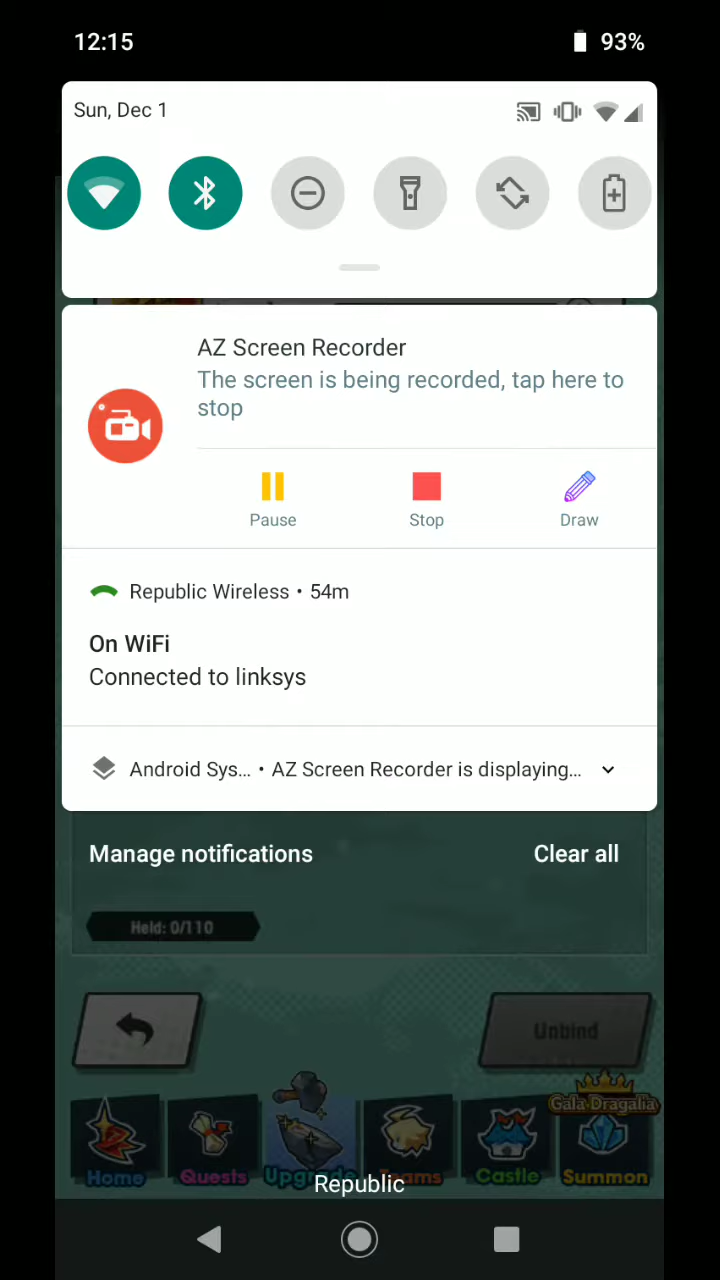 12:15
93%
Sun, Dec 1
AZ Screen Recorder
The screen is being recorded, tap here to
stop
Pause
Stop
Draw
Republic Wireless • 54m
On WiFi
Connected to linksys
Android Sys... • AZ Screen Recorder is displaying...
Manage notifications
Clear all
Held: 0/110
Unbind
Gala Dragalia
Home
Quests
Upgrade
Teams
Castle
Summon
Republic